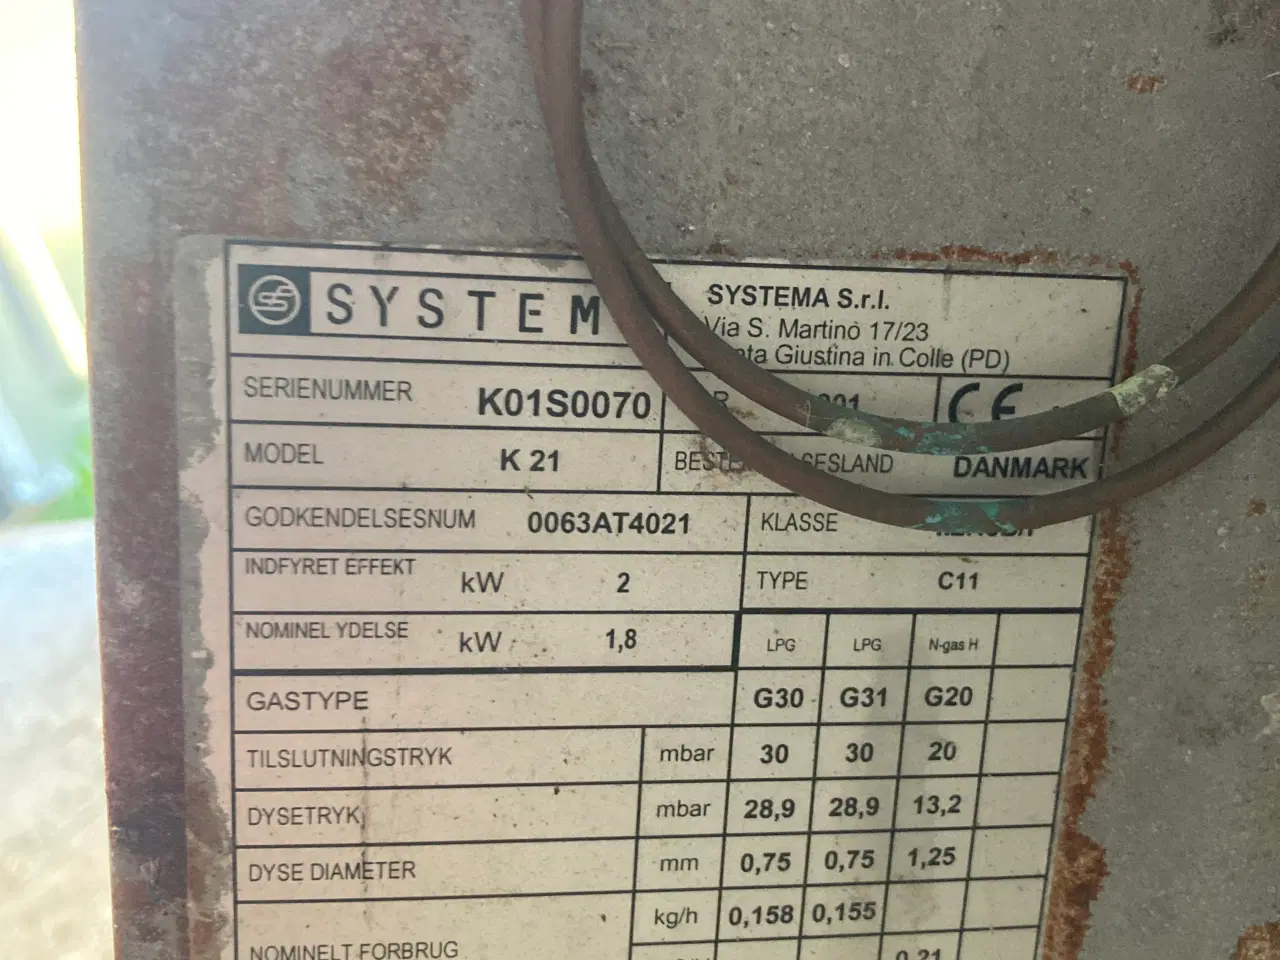 SYSTEM
SYSTEMA S.r.l.
Via S. Martino 17/23
Giustina in Colle (PD)
SERIENUMMER K01S0070
CE
MODEL K 21
DANMARK
GODKENDELSESNUM 0063AT4021 KLASSE
INDFYRET EFFEKT kW 2 TYPE C11
NOMINEL YDELSE kW 1,8 LPG LPG N-gas H
GASTYPE G30 G31 G20
TILSLUTNINGSTRYK mbar 30 30 20
DYSETRYK mbar 28,9 28,9 13,2
DYSE DIAMETER mm 0,75 0,75 1,25
kg/h 0,158 0,155
NOMINELT FORBRUG 0,21